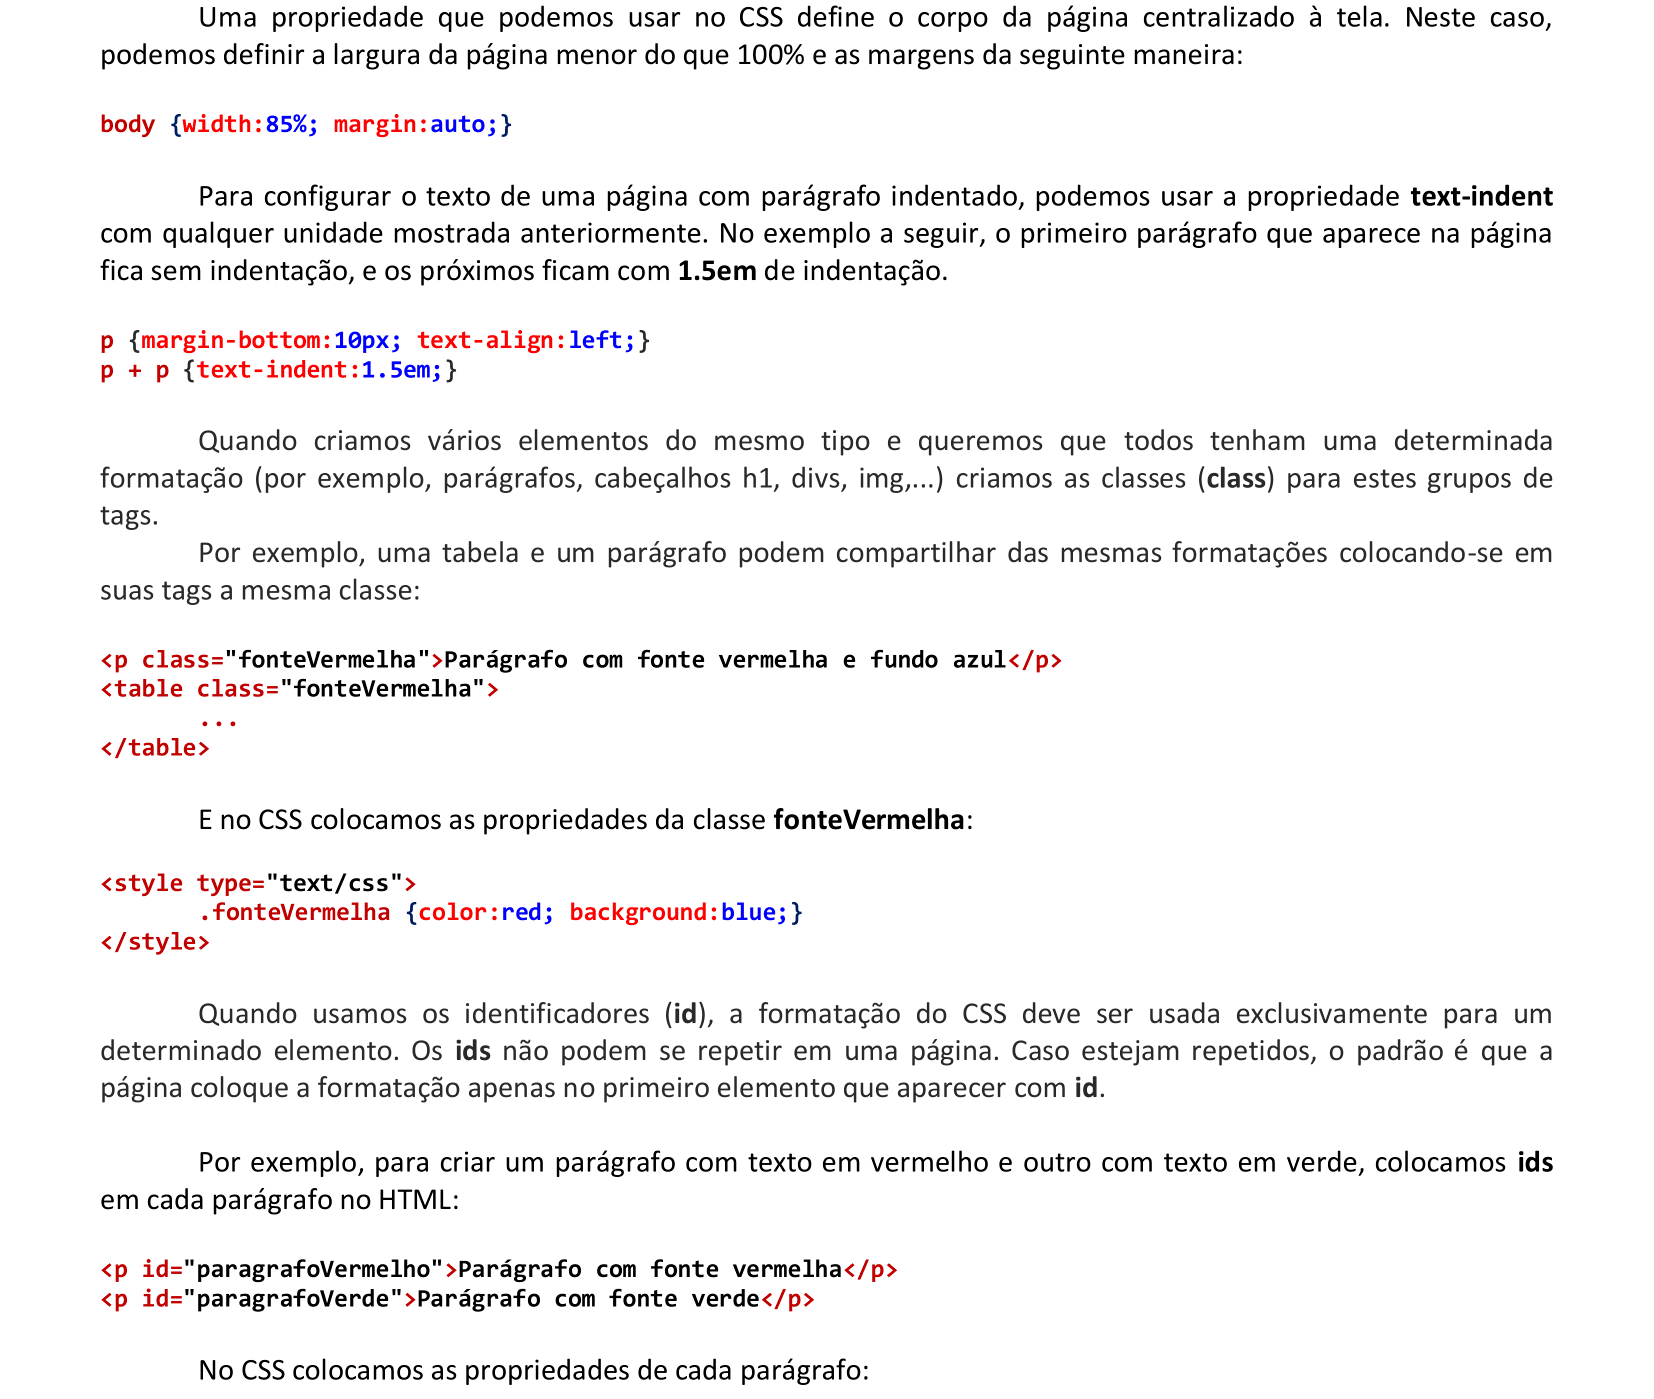 Uma propriedade que podemos usar no CSS define o corpo da página centralizado à tela. Neste caso,
podemos definir a largura da página menor do que 100% e as margens da seguinte maneira:
body {width:85%; margin:auto;}
Para configurar o texto de uma página com parágrafo indentado, podemos usar a propriedade text-indent
com qualquer unidade mostrada anteriormente. No exemplo a seguir, o primeiro parágrafo que aparece na página
fica sem indentação, e os próximos ficam com 1.5em de indentação.
p {margin-bottom:10px; text-align:left;}
p + p {text-indent:1.5em;}
Quando criamos vários elementos do mesmo tipo e queremos que todos tenham uma determinada
formatação (por exemplo, parágrafos, cabeçalhos h1, divs, img,...) criamos as classes (class) para estes grupos de
tags.
Por exemplo, uma tabela e um parágrafo podem compartilhar das mesmas formatações colocando-se em
suas tags a mesma classe:
<p class="fonteVermelha">Parágrafo com fonte vermelha e fundo azul</p>
<table class="fonteVermelha">
...
</table>
E no CSS colocamos as propriedades da classe fonteVermelha:
<style type="text/css">
.fonteVermelha {color:red; background:blue;}
</style>
Quando usamos os identificadores (id), a formatação do CSS deve ser usada exclusivamente para um
determinado elemento. Os ids não podem se repetir em uma página. Caso estejam repetidos, o padrão é que a
página coloque a formatação apenas no primeiro elemento que aparecer com id.
Por exemplo, para criar um parágrafo com texto em vermelho e outro com texto em verde, colocamos ids
em cada parágrafo no HTML:
<p id="paragrafoVermelho">Parágrafo com fonte vermelha</p>
<p id="paragrafoVerde">Parágrafo com fonte verde</p>
No CSS colocamos as propriedades de cada parágrafo: